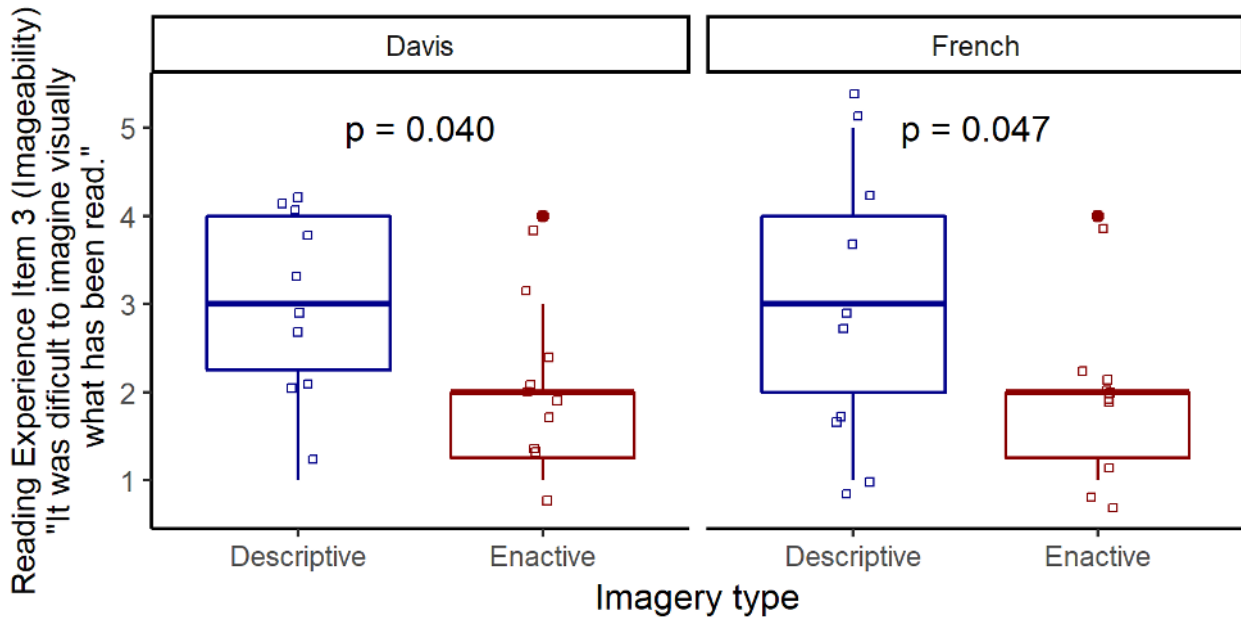 Reading Experience Item 3 (Imageability)
"It was dificult to imagine visually
what has been read."
Davis
French
p = 0.040
p = 0.047
5
4
3
2
1
Descriptive
Enactive
Descriptive
Enactive
Imagery type